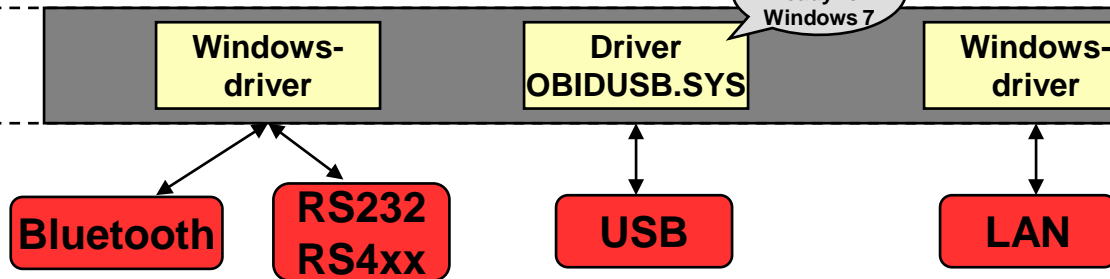 Windows 7
Windows-
driver
Driver
OBIDUSB.SYS
Windows-
driver
Bluetooth
RS232
RS4xx
USB
LAN